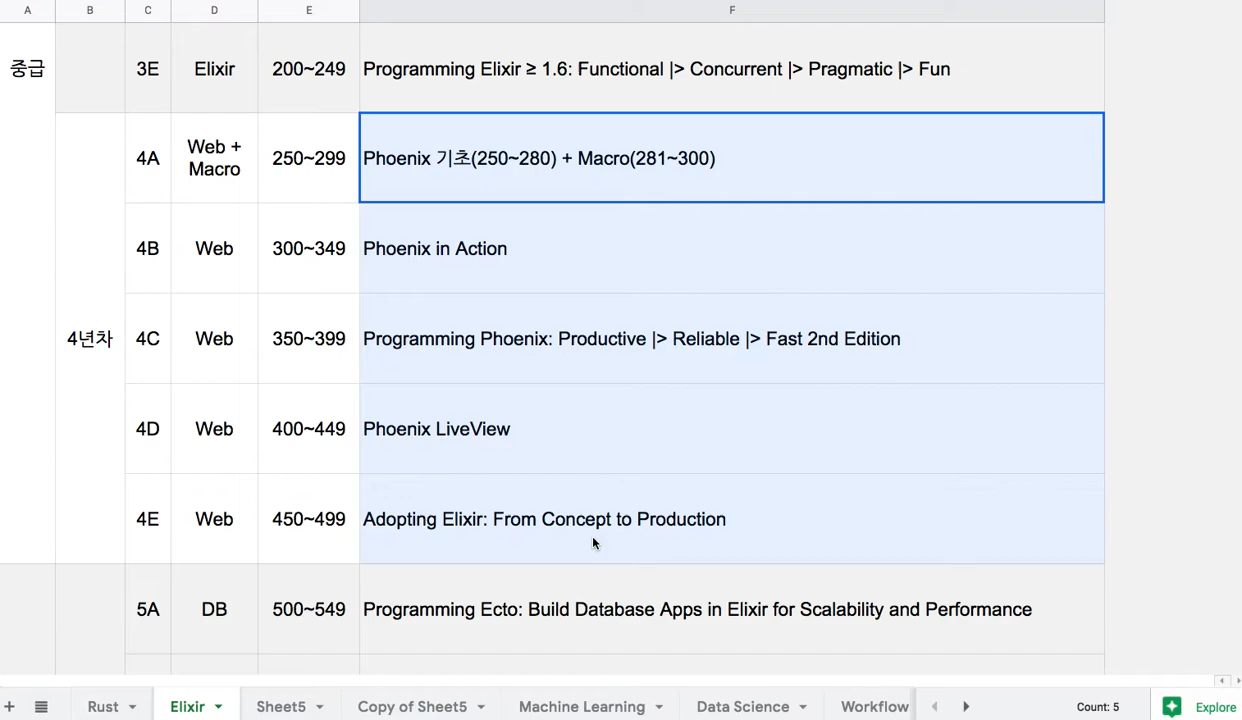 A B C D E F
중급 3E Elixir 200~249 Programming Elixir ≥ 1.6: Functional |> Concurrent |> Pragmatic |> Fun
4A Web + Macro 250~299 Phoenix 기초(250~280) + Macro(281~300)
4B Web 300~349 Phoenix in Action
4년차 4C Web 350~399 Programming Phoenix: Productive |> Reliable |> Fast 2nd Edition
4D Web 400~449 Phoenix LiveView
4E Web 450~499 Adopting Elixir: From Concept to Production
5A DB 500~549 Programming Ecto: Build Database Apps in Elixir for Scalability and Performance
+ Rust Elixir Sheet5 Copy of Sheet5 Machine Learning Data Science Workflow Count: 5 Explore